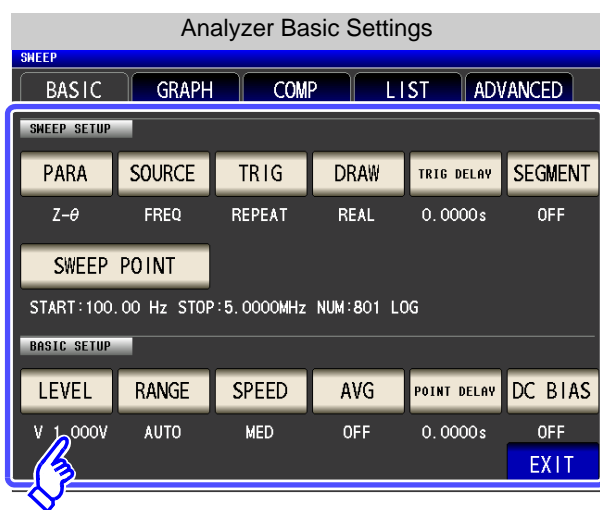 Analyzer Basic Settings
SWEEP
BASIC GRAPH COMP LIST ADVANCED
SWEEP SETUP
PARA SOURCE TRIG DRAW TRIG DELAY SEGMENT
Z-θ FREQ REPEAT REAL 0.0000s OFF
SWEEP POINT
START:100.00 Hz STOP:5.0000MHz NUM:801 LOG
BASIC SETUP
LEVEL RANGE SPEED AVG POINT DELAY DC BIAS
V 1.000V AUTO MED OFF 0.0000s OFF
EXIT